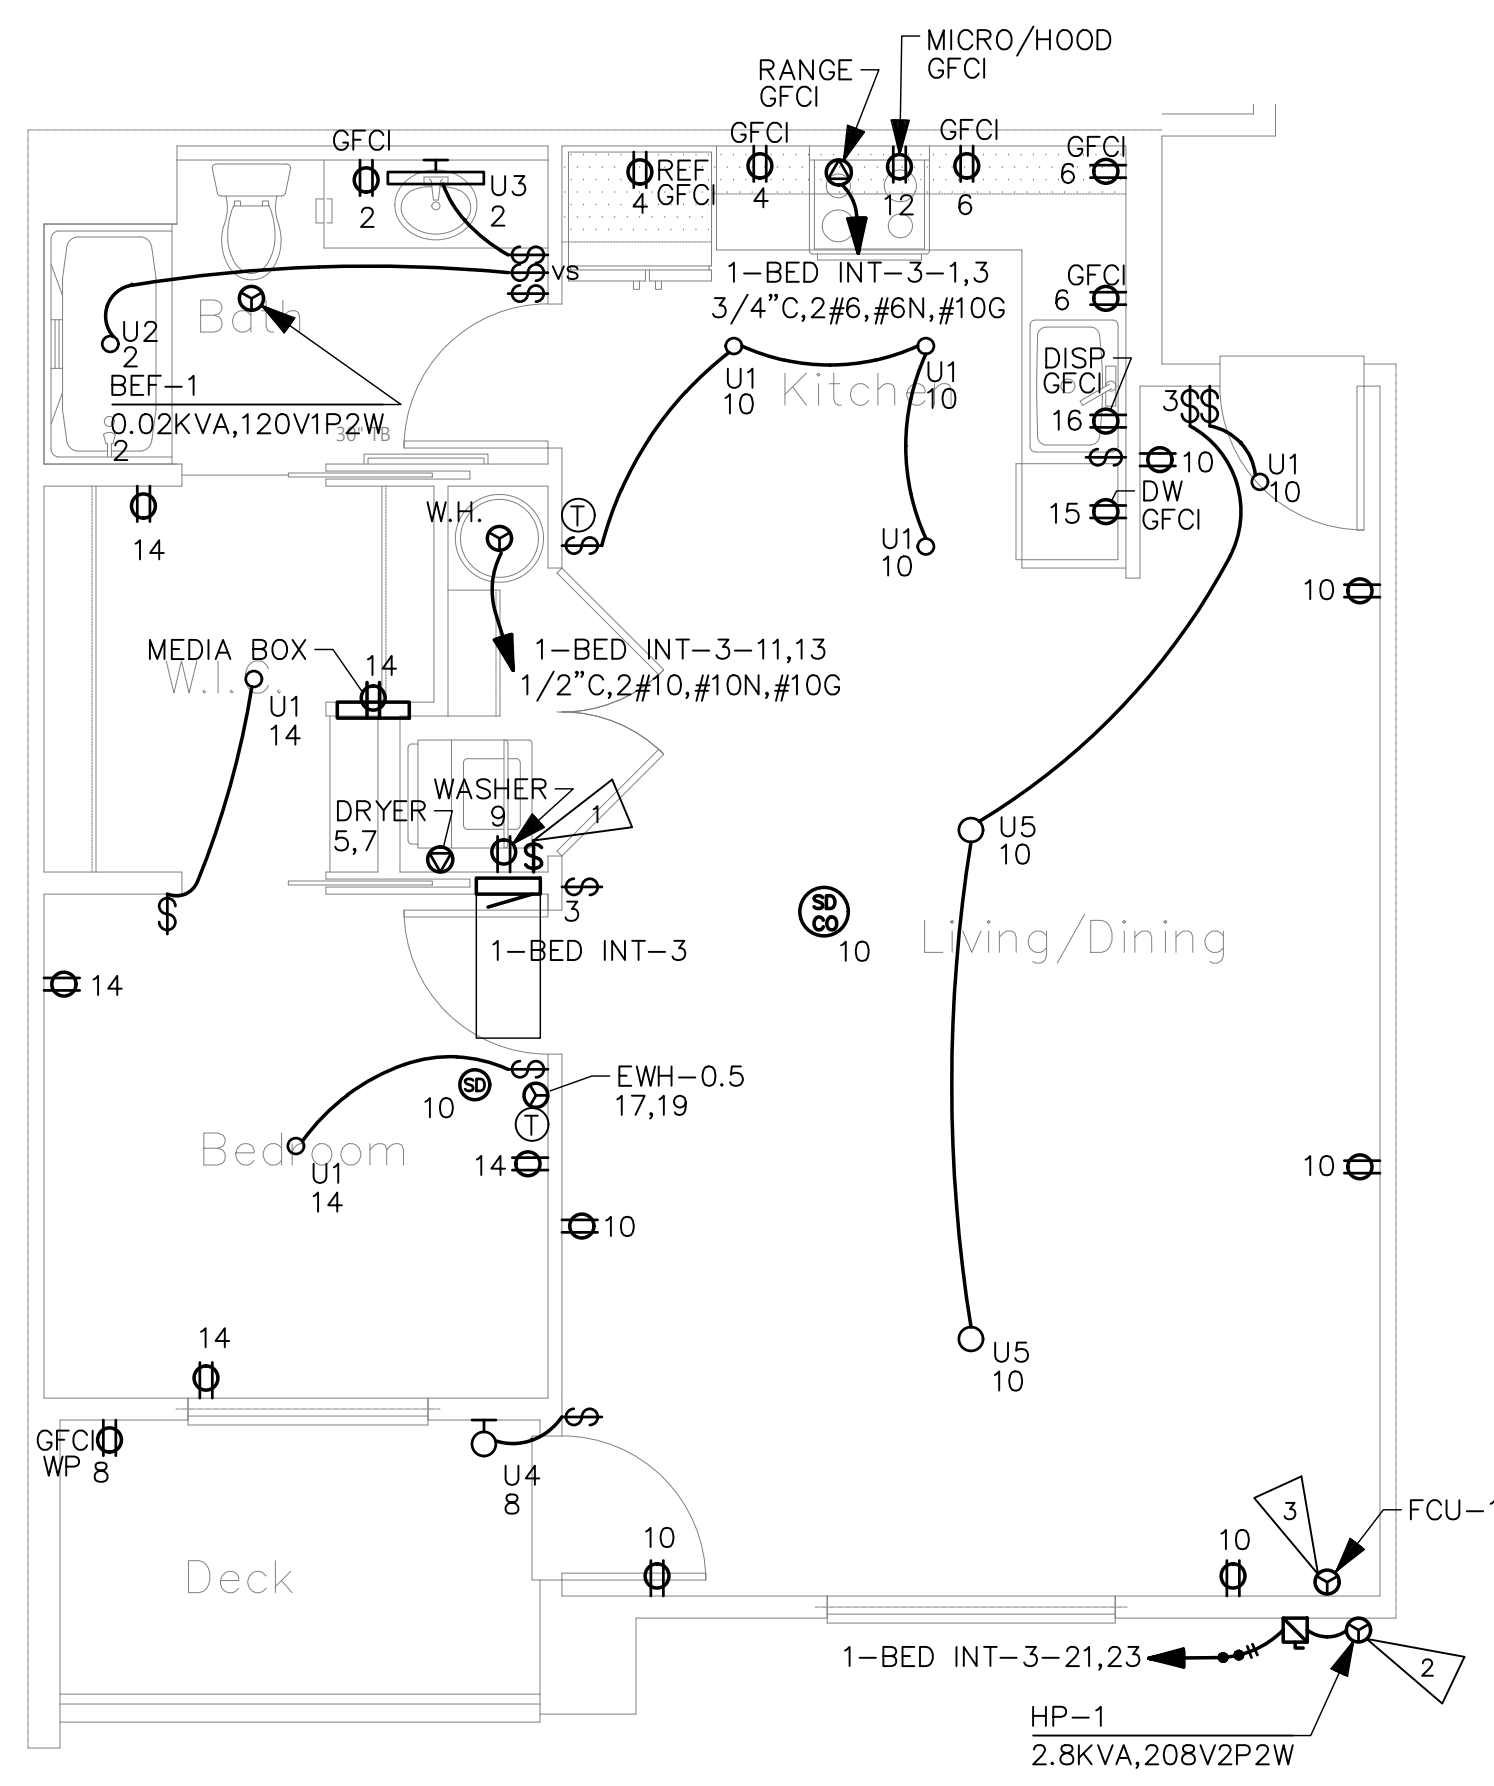 MICRO/HOOD
GFCI
RANGE
GFCI
GFCI
GFCI
GFCI
GFCI
REF
GFCI
U3
2
2
4
4
12
6
6
vs
1-BED INT-3-1,3
3/4"C,2#6,#6N,#10G
GFCI
6
Bath
U2
2
BEF-1
0.02KVA,120V1P2W
2
30" TB
Kitchen
U1
10
U1
10
DISP
GFCI
16
3
$$
U1
10
10
DW
GFCI
15
W.H.
T
U1
10
14
10
MEDIA BOX
14
W.I.C.
U1
14
1-BED INT-3-11,13
1/2"C,2#10,#10N,#10G
WASHER
9
1
DRYER
5,7
$
U5
10
$
3
SD
CO
10
Living/Dining
1-BED INT-3
14
SD
10
EWH-0.5
17,19
T
Bedroom
U1
14
14
10
10
14
U5
10
GFCI
WP
8
U4
8
Deck
10
10
3
FCU-1
1-BED INT-3-21,23
2
HP-1
2.8KVA,208V2P2W